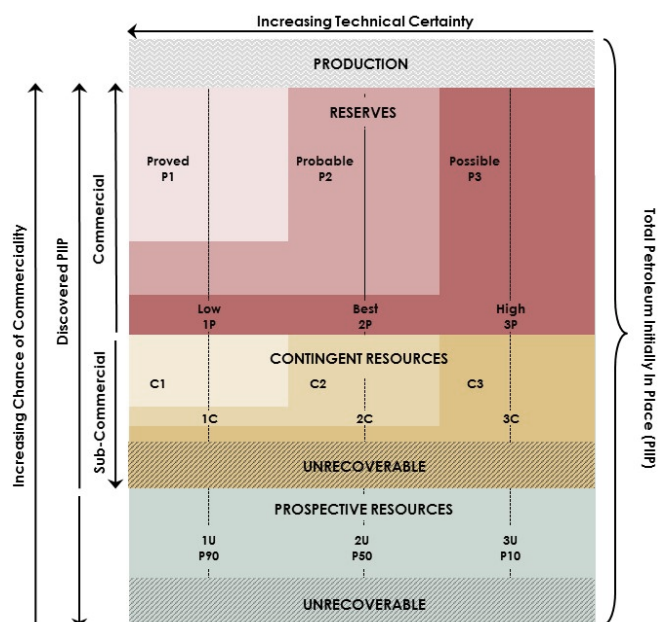 Increasing Technical Certainty
PRODUCTION
RESERVES
Proved
P1
Probable
P2
Possible
P3
Low
1P
Best
2P
High
3P
CONTINGENT RESOURCES
C1
C2
C3
1C
2C
3C
UNRECOVERABLE
PROSPECTIVE RESOURCES
1U
P90
2U
P50
3U
P10
UNRECOVERABLE
Increasing Chance of Commerciality
Discovered PIIP
Commercial
Sub-Commercial
Total Petroleum Initially In Place (PIIP)